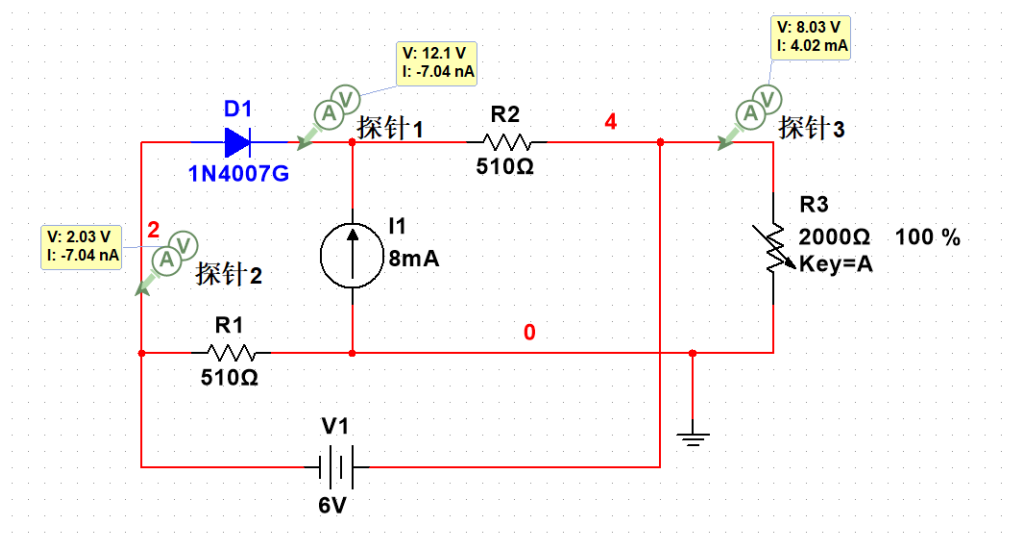 V: 8.03 V
I: 4.02 mA
V: 12.1 V
I: -7.04 nA
D1
A V
探针1
R2
4
A V
探针3
1N4007G
510Ω
V: 2.03 V
I: -7.04 nA
2
A V
探针2
I1
8mA
R3
2000Ω 100 %
Key=A
R1
510Ω
0
V1
6V